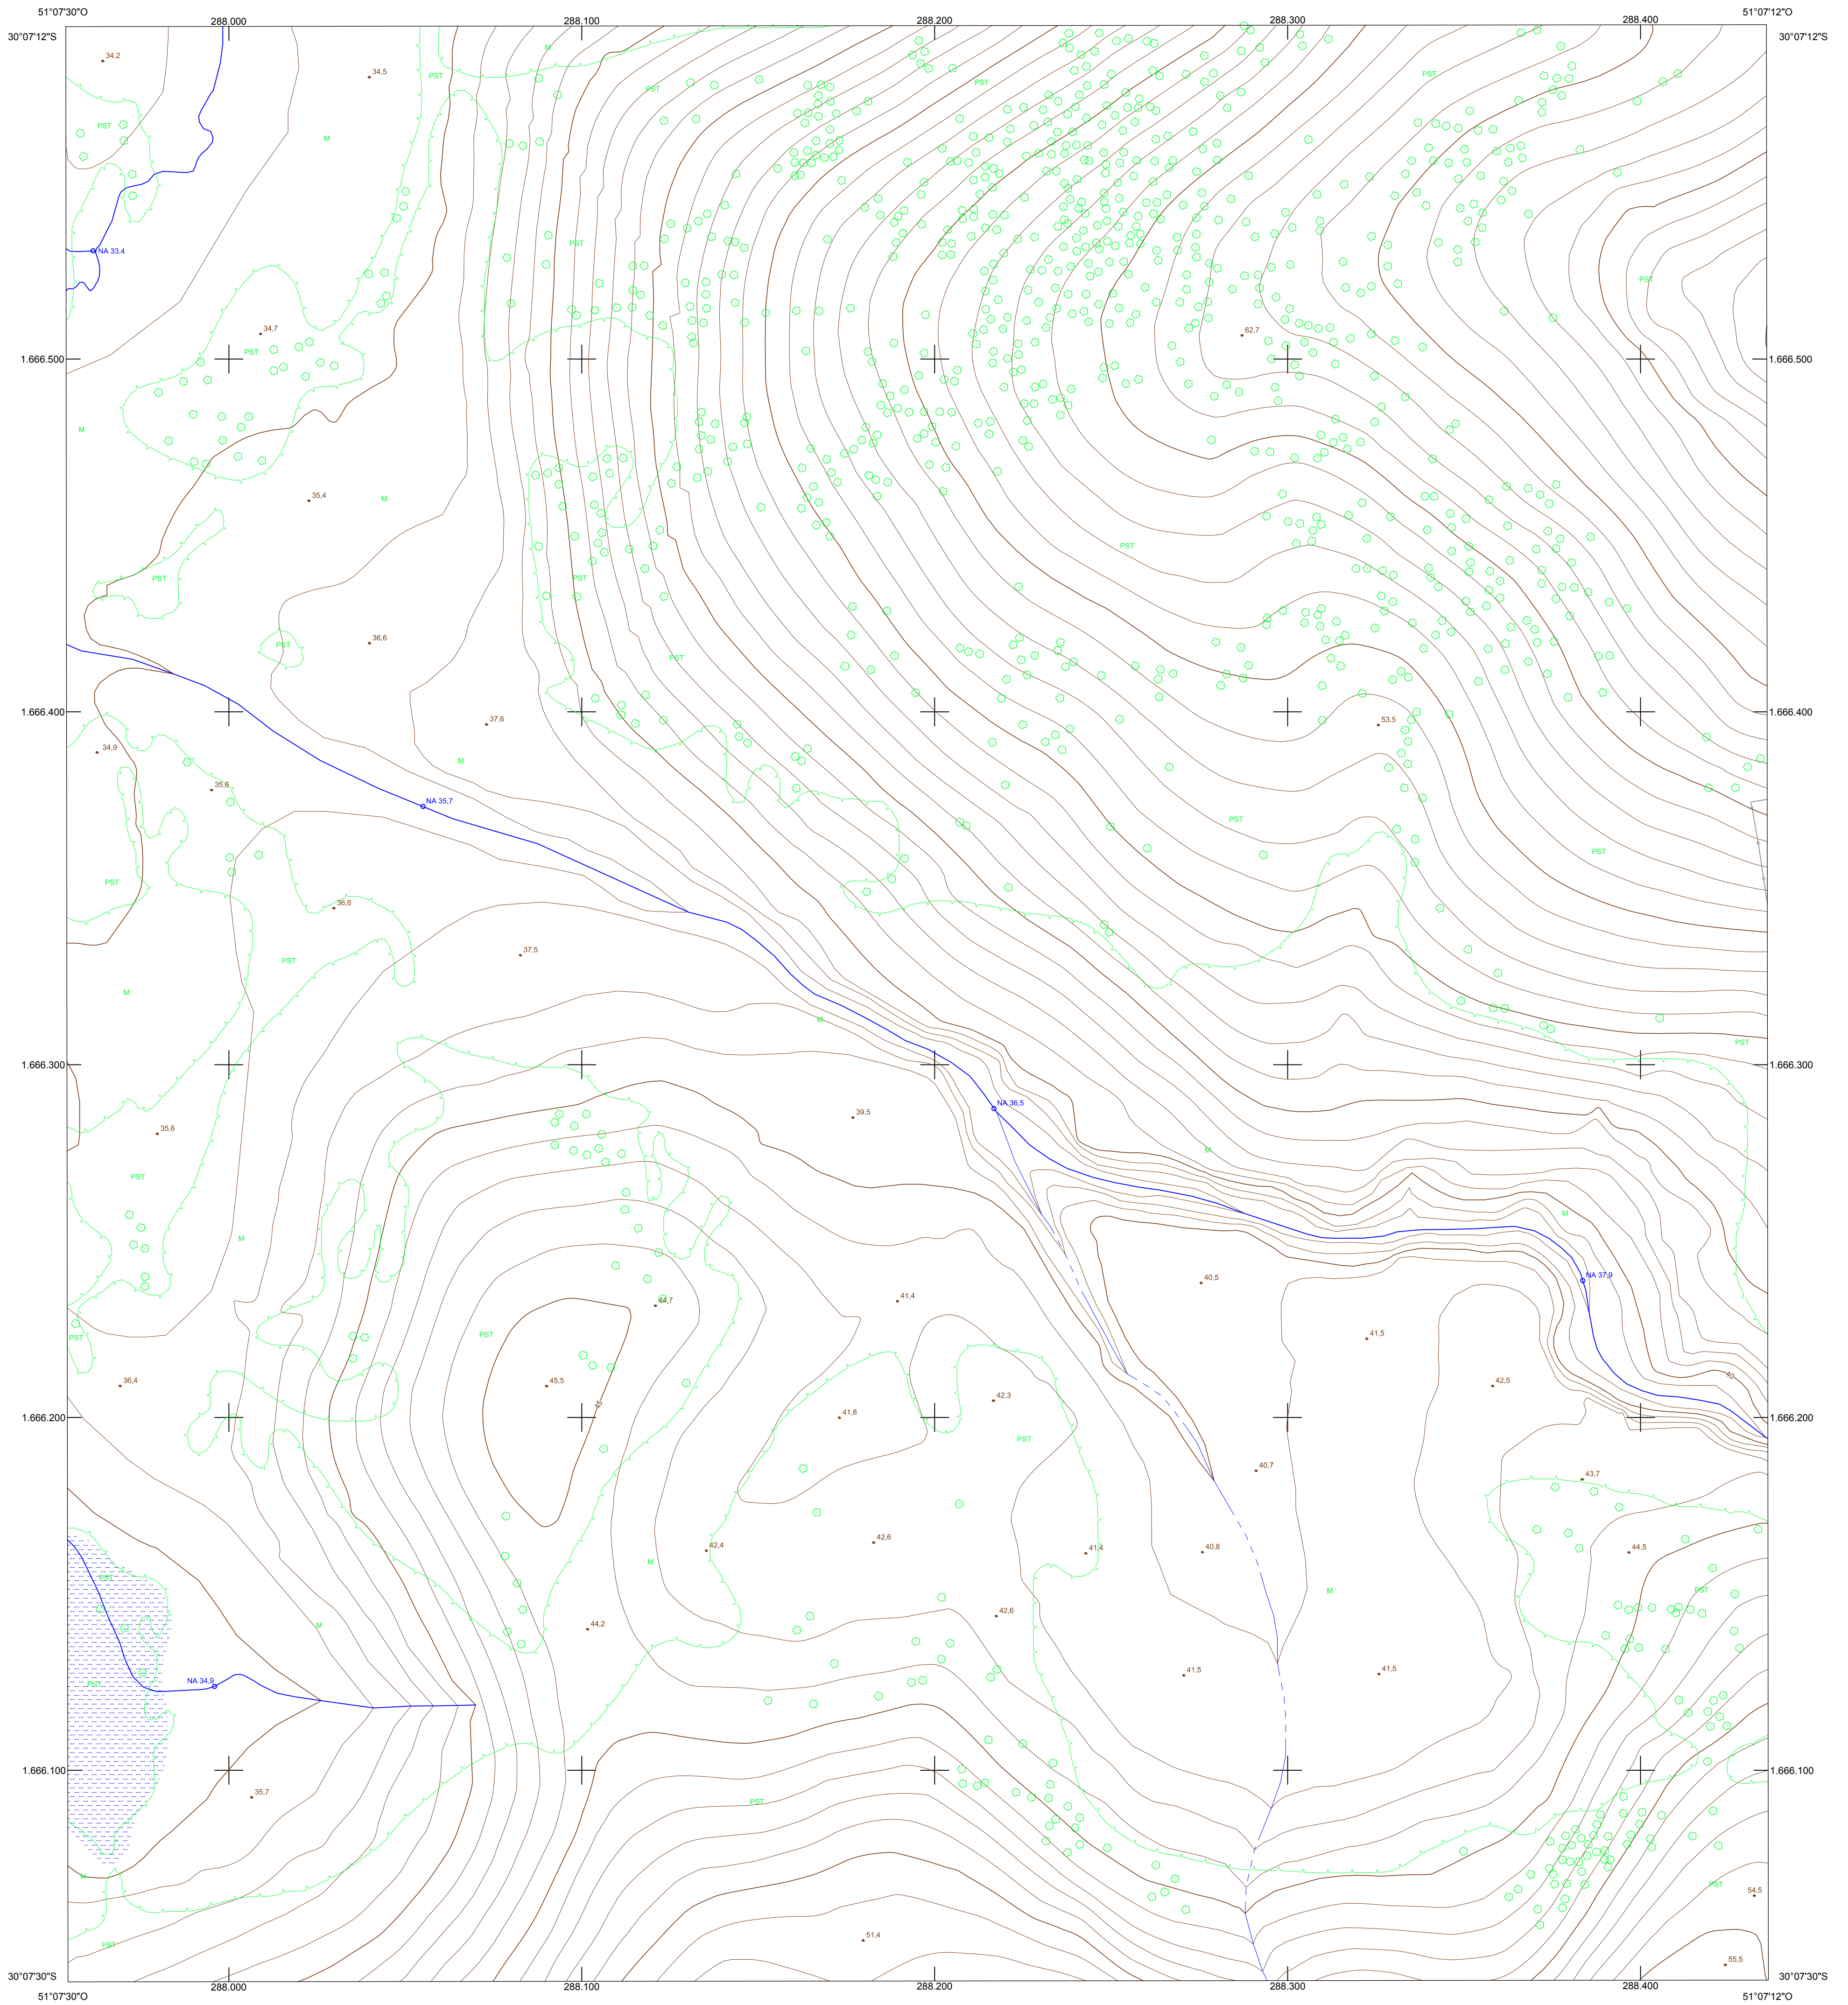 51°07'30"O
51°07'12"O
288.000
288.100
288.200
288.300
288.400
30°07'12"S
30°07'12"S
34,2
34,5
M
PST
PST
PST
PST
PST
M
PST
NA 33,4
PST
34,7
62,7
1.666.500
1.666.500
PST
M
35,4
M
PST
PST
PST
36,6
PST
PST
1.666.400
1.666.400
37,6
53,5
34,9
M
35,6
NA 35,7
PST
PST
PST
36,6
37,5
PST
M
M
PST
1.666.300
1.666.300
39,5
NA 36,5
35,6
M
PST
M
M
40,5
NA 37,9
41,4
44,7
PST
PST
41,5
36,4
45,5
42,5
40
42,3
45
41,8
1.666.200
1.666.200
PST
40,7
43,7
42,6
42,4
41,4
40,8
44,5
M
PST
M
PST
42,6
44,2
M
41,5
41,5
NA 34,9
PST
1.666.100
1.666.100
35,7
PST
M
PST
54,5
51,4
PST
55,5
30°07'30"S
30°07'30"S
288.000
288.100
288.200
288.300
288.400
51°07'30"O
51°07'12"O